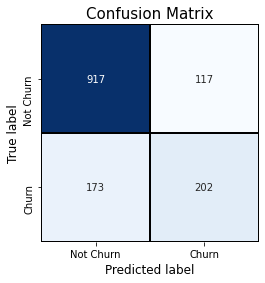 Confusion Matrix
True label
Not Churn
917
117
Churn
173
202
Not Churn
Churn
Predicted label